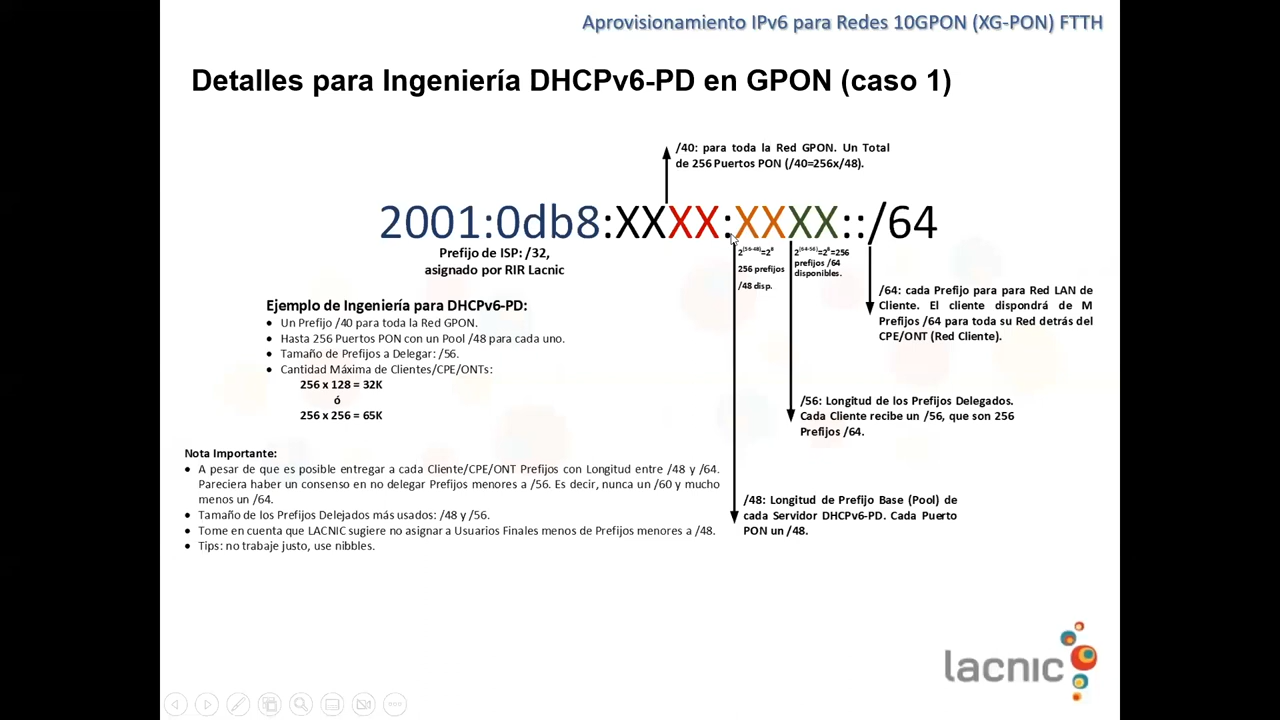 Aprovisionamiento IPv6 para Redes 10GPON (XG-PON) FTTH
Detalles para Ingeniería DHCPv6-PD en GPON (caso 1)
/40: para toda la Red GPON. Un Total
de 256 Puertos PON (/40=256x/48).
2001:0db8:XXXX:XXXX::/64
Prefijo de ISP: /32,
asignado por RIR Lacnic
2(56-48)=28
256 prefijos
/48 disp.
2(64-56)=28=256
prefijos /64
disponibles.
/64: cada Prefijo para para Red LAN de
Cliente. El cliente dispondrá de M
Prefijos /64 para toda su Red detrás del
CPE/ONT (Red Cliente).
Ejemplo de Ingeniería para DHCPv6-PD:
• Un Prefijo /40 para toda la Red GPON.
• Hasta 256 Puertos PON con un Pool /48 para cada uno.
• Tamaño de Prefijos a Delegar: /56.
• Cantidad Máxima de Clientes/CPE/ONTs:
256 x 128 = 32K
ó
256 x 256 = 65K
/56: Longitud de los Prefijos Delegados.
Cada Cliente recibe un /56, que son 256
Prefijos /64.
Nota Importante:
• A pesar de que es posible entregar a cada Cliente/CPE/ONT Prefijos con Longitud entre /48 y /64.
Pareciera haber un consenso en no delegar Prefijos menores a /56. Es decir, nunca un /60 y mucho
menos un /64.
• Tamaño de los Prefijos Delejados más usados: /48 y /56.
• Tome en cuenta que LACNIC sugiere no asignar a Usuarios Finales menos de Prefijos menores a /48.
• Tips: no trabaje justo, use nibbles.
/48: Longitud de Prefijo Base (Pool) de
cada Servidor DHCPv6-PD. Cada Puerto
PON un /48.
lacnic